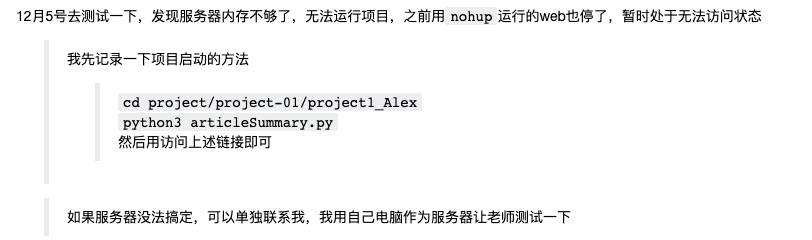 12月5号去测试一下，发现服务器内存不够了，无法运行项目，之前用 nohup 运行的web也停了，暂时处于无法访问状态
我先记录一下项目启动的方法
cd project/project-01/project1_Alex
python3 articleSummary.py
然后用访问上述链接即可
如果服务器没法搞定，可以单独联系我，我用自己电脑作为服务器让老师测试一下